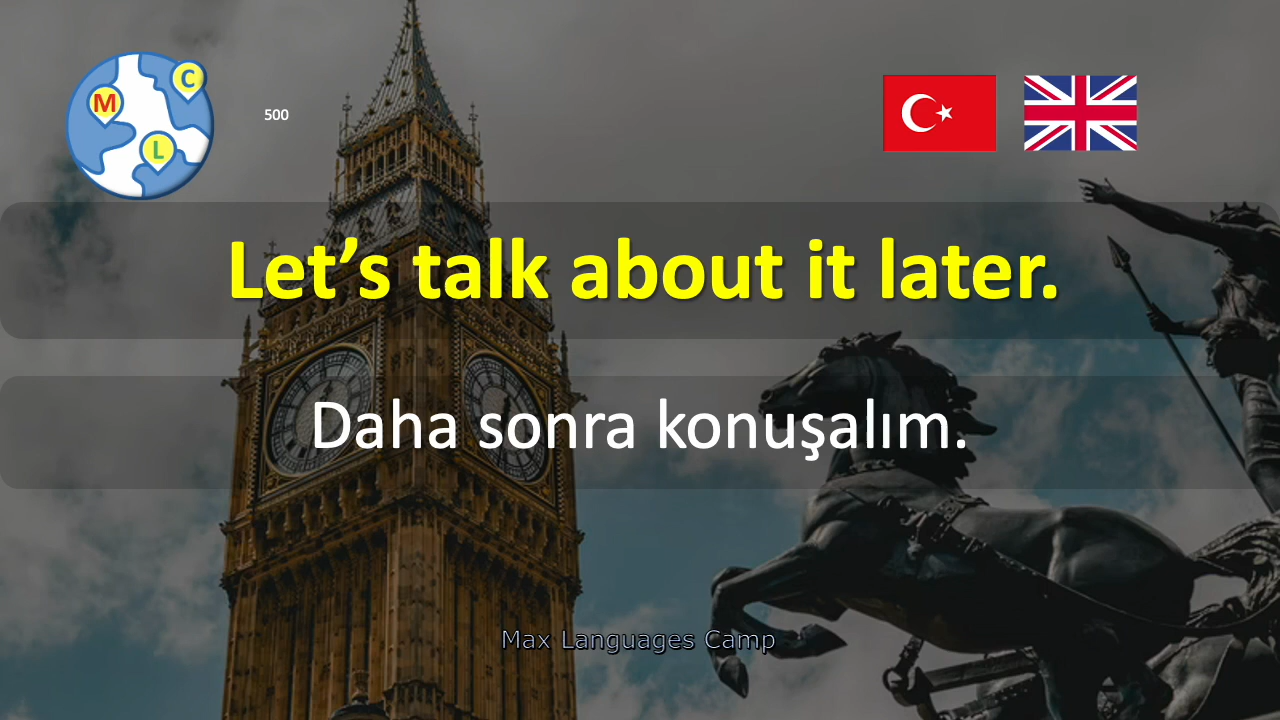 M
C
L
500
Let’s talk about it later.
Daha sonra konuşalım.
Max Languages Camp